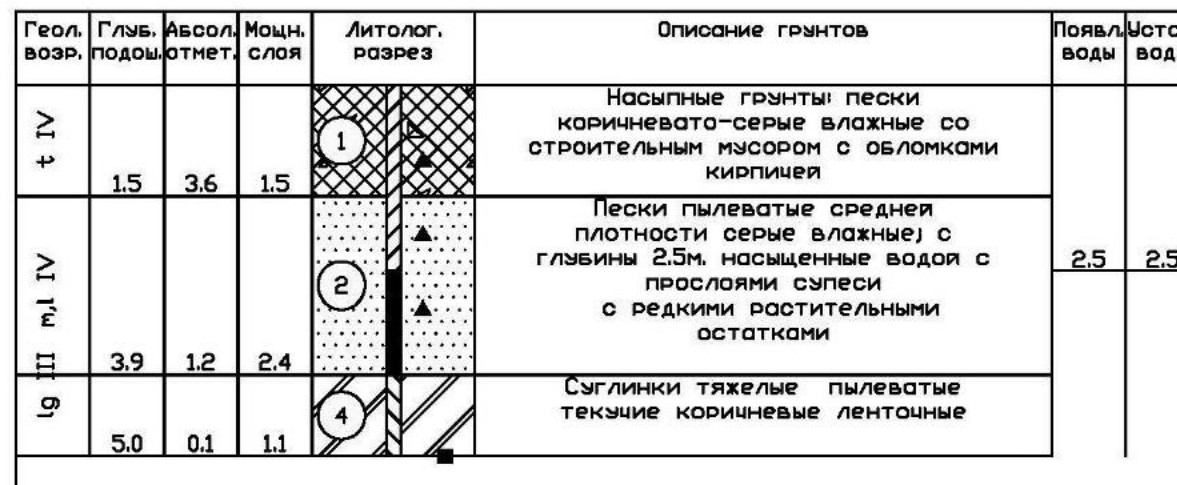 Геол. Глуб. Абсол. Мощн. Литолог. Описание грунтов Появл. Уста
возр. подош. отмет. слоя разрез воды вод
t IV
1
Насыпные грунты: пески
коричневато-серые влажные со
строительным мусором с обломками
кирпичей
1.5 3.6 1.5
m,l IV
2
Пески пылеватые средней
плотности серые влажные; с
глубины 2.5м. насыщенные водой с
прослоями супеси
с редкими растительными
остатками
2.5 2.5
3.9 1.2 2.4
lg III
4
Суглинки тяжелые пылеватые
текучие коричневые ленточные
5.0 0.1 1.1